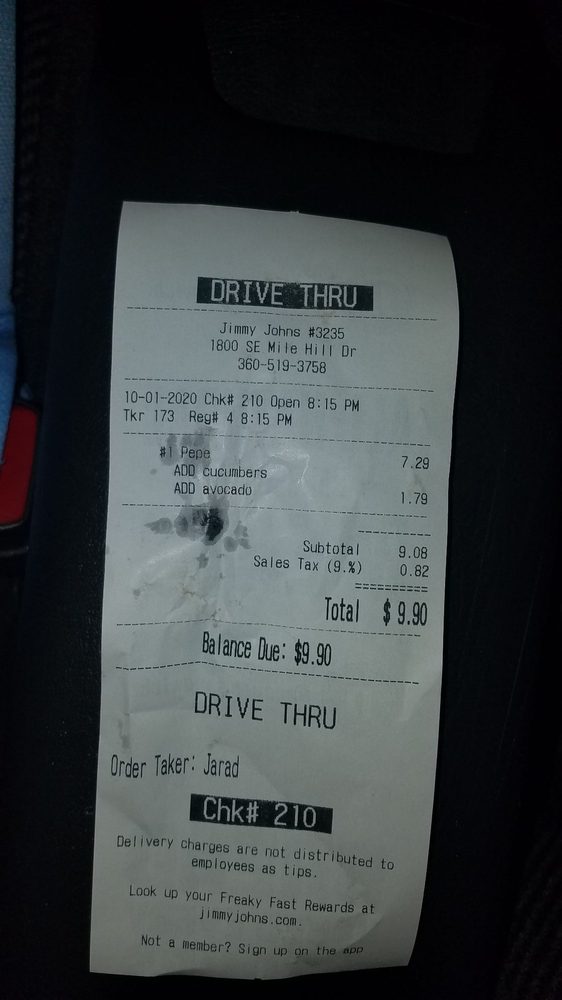 DRIVE THRU
Jimmy Johns #3235
1800 SE Mile Hill Dr
360-519-3758
10-01-2020 Chk# 210 Open 8:15 PM
Tkr 173 Reg# 4 8:15 PM
#1 Pepe 7.29
ADD cucumbers
ADD avocado 1.79
Subtotal 9.08
Sales Tax (9.%) 0.82
Total $ 9.90
Balance Due: $9.90
DRIVE THRU
Order Taker: Jarad
Chk# 210
Delivery charges are not distributed to
employees as tips.
Look up your Freaky Fast Rewards at
jimmyjohns.com.
Not a member? Sign up on the app